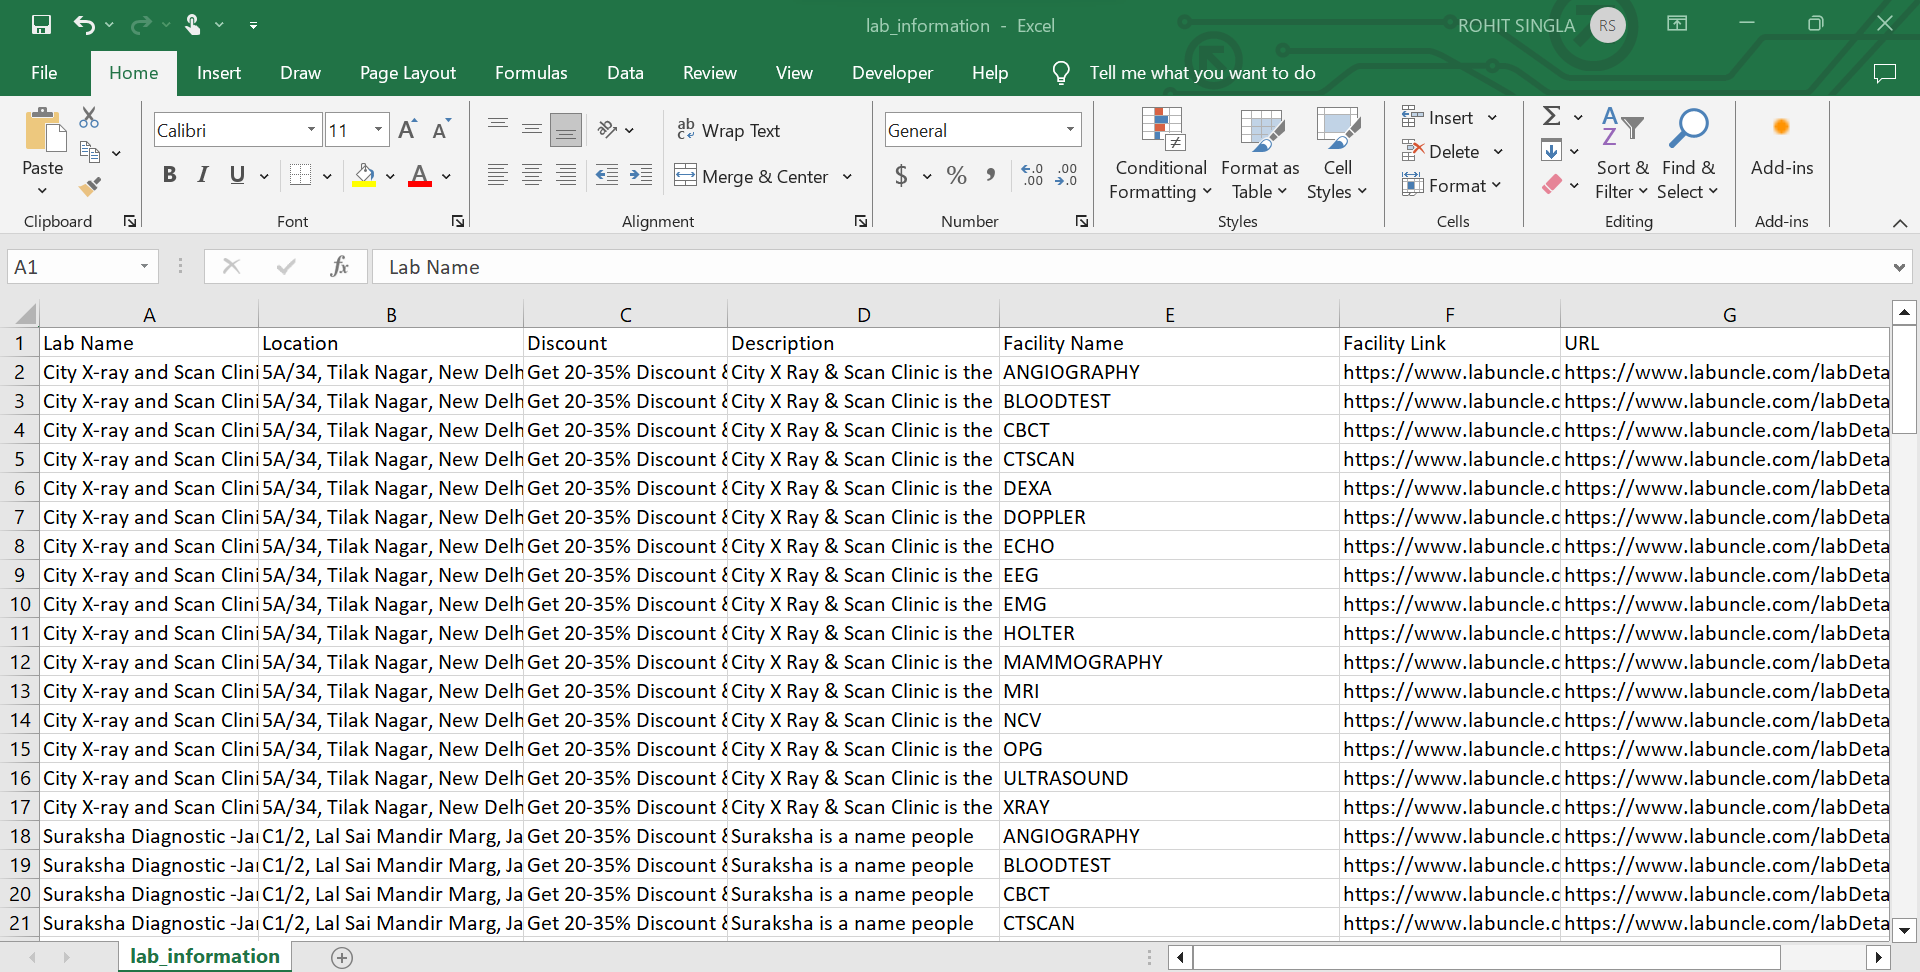 lab_information - Excel
ROHIT SINGLA RS
File Home Insert Draw Page Layout Formulas Data Review View Developer Help Tell me what you want to do
Paste
Clipboard
Calibri 11
B I U A
Font
ab Wrap Text
Merge & Center
Alignment
General
$ % ,
Number
Conditional Formatting
Format as Table
Cell Styles
Styles
Insert
Delete
Format
Cells
Sort & Filter
Find & Select
Editing
Add-ins
Add-ins
A1 fx Lab Name
A B C D E F G
1 Lab Name Location Discount Description Facility Name Facility Link URL
2 City X-ray and Scan Clini 5A/34, Tilak Nagar, New Delh Get 20-35% Discount & City X Ray & Scan Clinic is the ANGIOGRAPHY https://www.labuncle.c https://www.labuncle.com/labDeta
3 City X-ray and Scan Clini 5A/34, Tilak Nagar, New Delh Get 20-35% Discount & City X Ray & Scan Clinic is the BLOODTEST https://www.labuncle.c https://www.labuncle.com/labDeta
4 City X-ray and Scan Clini 5A/34, Tilak Nagar, New Delh Get 20-35% Discount & City X Ray & Scan Clinic is the CBCT https://www.labuncle.c https://www.labuncle.com/labDeta
5 City X-ray and Scan Clini 5A/34, Tilak Nagar, New Delh Get 20-35% Discount & City X Ray & Scan Clinic is the CTSCAN https://www.labuncle.c https://www.labuncle.com/labDeta
6 City X-ray and Scan Clini 5A/34, Tilak Nagar, New Delh Get 20-35% Discount & City X Ray & Scan Clinic is the DEXA https://www.labuncle.c https://www.labuncle.com/labDeta
7 City X-ray and Scan Clini 5A/34, Tilak Nagar, New Delh Get 20-35% Discount & City X Ray & Scan Clinic is the DOPPLER https://www.labuncle.c https://www.labuncle.com/labDeta
8 City X-ray and Scan Clini 5A/34, Tilak Nagar, New Delh Get 20-35% Discount & City X Ray & Scan Clinic is the ECHO https://www.labuncle.c https://www.labuncle.com/labDeta
9 City X-ray and Scan Clini 5A/34, Tilak Nagar, New Delh Get 20-35% Discount & City X Ray & Scan Clinic is the EEG https://www.labuncle.c https://www.labuncle.com/labDeta
10 City X-ray and Scan Clini 5A/34, Tilak Nagar, New Delh Get 20-35% Discount & City X Ray & Scan Clinic is the EMG https://www.labuncle.c https://www.labuncle.com/labDeta
11 City X-ray and Scan Clini 5A/34, Tilak Nagar, New Delh Get 20-35% Discount & City X Ray & Scan Clinic is the HOLTER https://www.labuncle.c https://www.labuncle.com/labDeta
12 City X-ray and Scan Clini 5A/34, Tilak Nagar, New Delh Get 20-35% Discount & City X Ray & Scan Clinic is the MAMMOGRAPHY https://www.labuncle.c https://www.labuncle.com/labDeta
13 City X-ray and Scan Clini 5A/34, Tilak Nagar, New Delh Get 20-35% Discount & City X Ray & Scan Clinic is the MRI https://www.labuncle.c https://www.labuncle.com/labDeta
14 City X-ray and Scan Clini 5A/34, Tilak Nagar, New Delh Get 20-35% Discount & City X Ray & Scan Clinic is the NCV https://www.labuncle.c https://www.labuncle.com/labDeta
15 City X-ray and Scan Clini 5A/34, Tilak Nagar, New Delh Get 20-35% Discount & City X Ray & Scan Clinic is the OPG https://www.labuncle.c https://www.labuncle.com/labDeta
16 City X-ray and Scan Clini 5A/34, Tilak Nagar, New Delh Get 20-35% Discount & City X Ray & Scan Clinic is the ULTRASOUND https://www.labuncle.c https://www.labuncle.com/labDeta
17 City X-ray and Scan Clini 5A/34, Tilak Nagar, New Delh Get 20-35% Discount & City X Ray & Scan Clinic is the XRAY https://www.labuncle.c https://www.labuncle.com/labDeta
18 Suraksha Diagnostic -Jan C1/2, Lal Sai Mandir Marg, Ja Get 20-35% Discount & Suraksha is a name people ANGIOGRAPHY https://www.labuncle.c https://www.labuncle.com/labDeta
19 Suraksha Diagnostic -Jan C1/2, Lal Sai Mandir Marg, Ja Get 20-35% Discount & Suraksha is a name people BLOODTEST https://www.labuncle.c https://www.labuncle.com/labDeta
20 Suraksha Diagnostic -Jan C1/2, Lal Sai Mandir Marg, Ja Get 20-35% Discount & Suraksha is a name people CBCT https://www.labuncle.c https://www.labuncle.com/labDeta
21 Suraksha Diagnostic -Jan C1/2, Lal Sai Mandir Marg, Ja Get 20-35% Discount & Suraksha is a name people CTSCAN https://www.labuncle.c https://www.labuncle.com/labDeta
lab_information